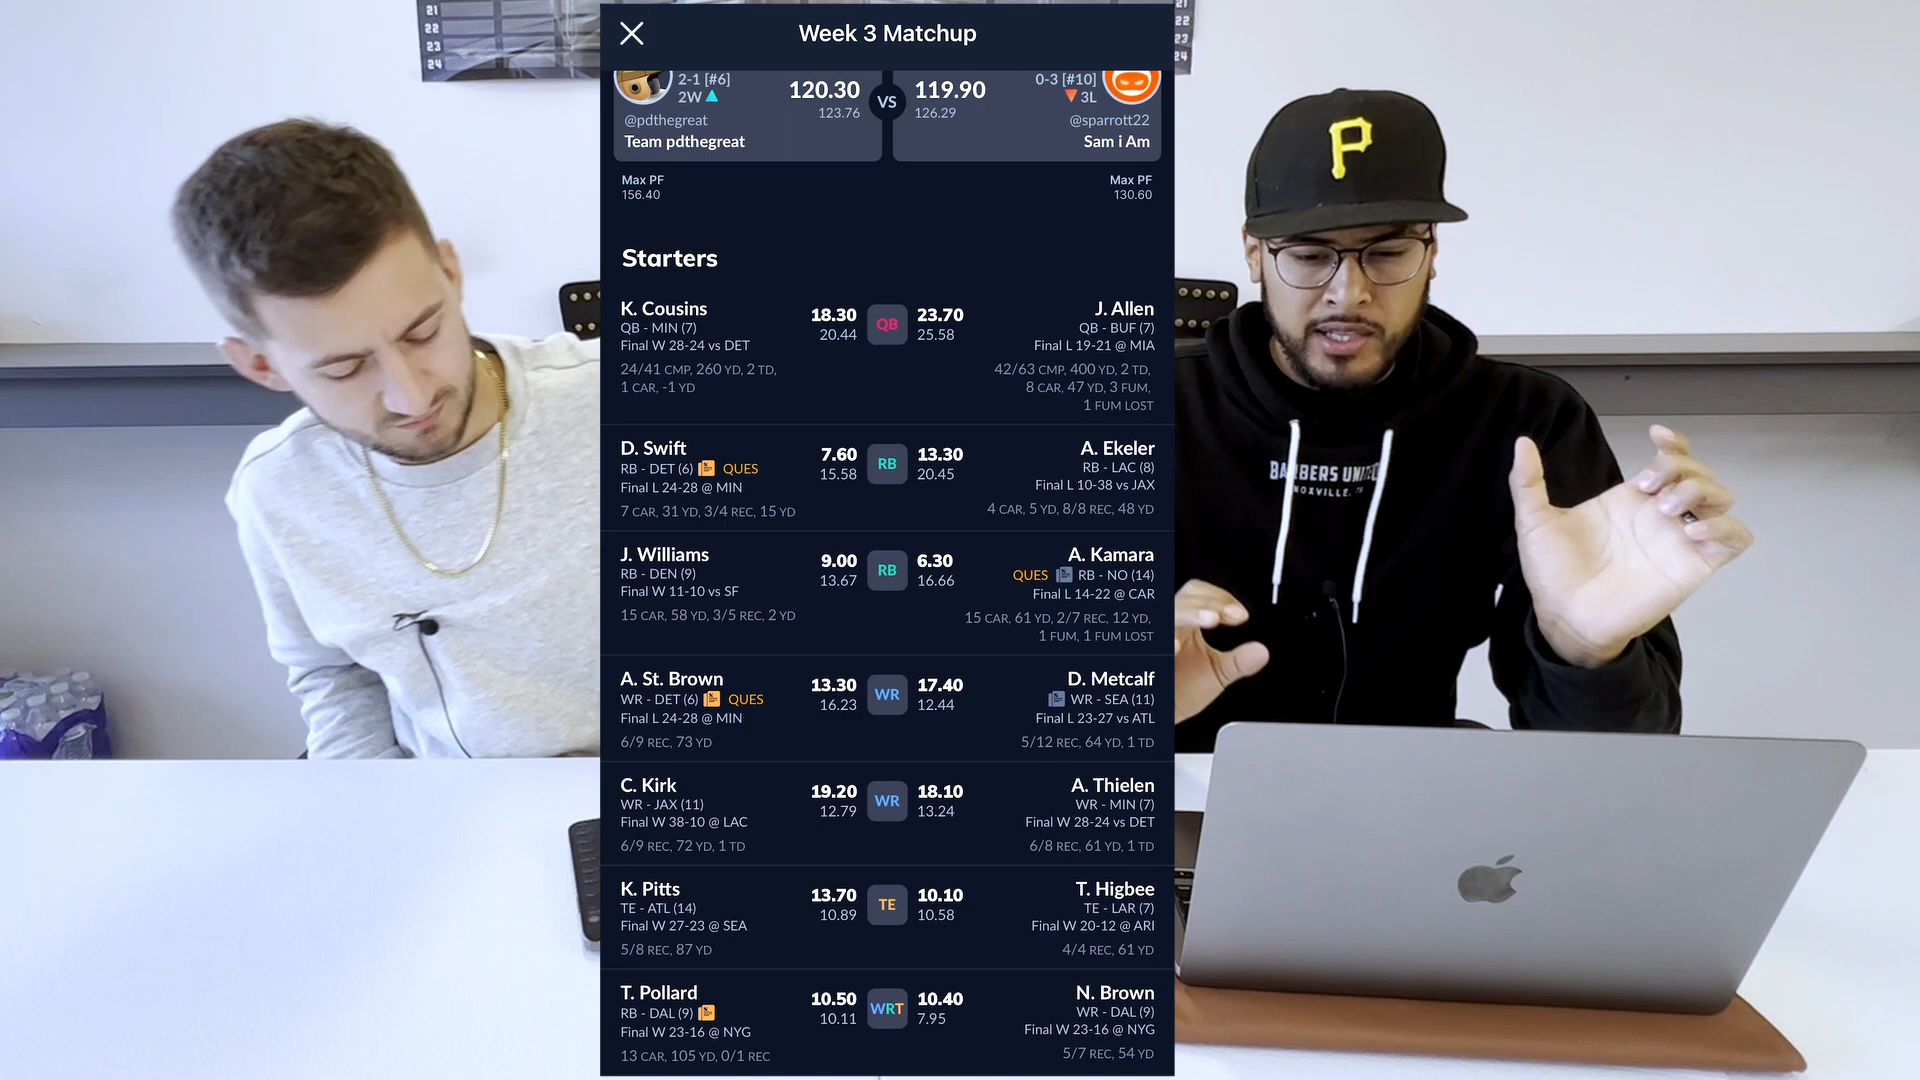 21
22
23
24
21
22
23
24
Week 3 Matchup
2-1 [#6]
2W
120.30
123.76
@pdthegreat
Team pdthegreat
VS
119.90
126.29
0-3 [#10]
3L
@sparrott22
Sam i Am
Max PF
156.40
Max PF
130.60
Starters
K. Cousins
QB - MIN (7)
Final W 28-24 vs DET
24/41 CMP, 260 YD, 2 TD,
1 CAR, -1 YD
18.30
20.44
QB
23.70
25.58
J. Allen
QB - BUF (7)
Final L 19-21 @ MIA
42/63 CMP, 400 YD, 2 TD,
8 CAR, 47 YD, 3 FUM,
1 FUM LOST
D. Swift
RB - DET (6) QUES
Final L 24-28 @ MIN
7 CAR, 31 YD, 3/4 REC, 15 YD
7.60
15.58
RB
13.30
20.45
A. Ekeler
RB - LAC (8)
Final L 10-38 vs JAX
4 CAR, 5 YD, 8/8 REC, 48 YD
J. Williams
RB - DEN (9)
Final W 11-10 vs SF
15 CAR, 58 YD, 3/5 REC, 2 YD
9.00
13.67
RB
6.30
16.66
A. Kamara
QUES RB - NO (14)
Final L 14-22 @ CAR
15 CAR, 61 YD, 2/7 REC, 12 YD,
1 FUM, 1 FUM LOST
A. St. Brown
WR - DET (6) QUES
Final L 24-28 @ MIN
6/9 REC, 73 YD
13.30
16.23
WR
17.40
12.44
D. Metcalf
WR - SEA (11)
Final L 23-27 vs ATL
5/12 REC, 64 YD, 1 TD
C. Kirk
WR - JAX (11)
Final W 38-10 @ LAC
6/9 REC, 72 YD, 1 TD
19.20
12.79
WR
18.10
13.24
A. Thielen
WR - MIN (7)
Final W 28-24 vs DET
6/8 REC, 61 YD, 1 TD
K. Pitts
TE - ATL (14)
Final W 27-23 @ SEA
5/8 REC, 87 YD
13.70
10.89
TE
10.10
10.58
T. Higbee
TE - LAR (7)
Final W 20-12 @ ARI
4/4 REC, 61 YD
T. Pollard
RB - DAL (9)
Final W 23-16 @ NYG
13 CAR, 105 YD, 0/1 REC
10.50
10.11
WRT
10.40
7.95
N. Brown
WR - DAL (9)
Final W 23-16 @ NYG
5/7 REC, 54 YD
P
BARBERS UNITED
KNOXVILLE, TN